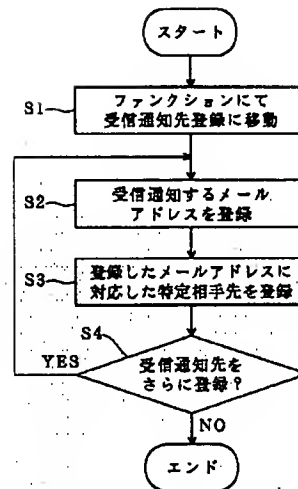 スタート
S1
ファンクションにて
受信通知先登録に移動
S2
受信通知するメール
アドレスを登録
S3
登録したメールアドレスに
対応した特定相手先を登録
S4
YES
受信通知先を
さらに登録？
NO
エンド